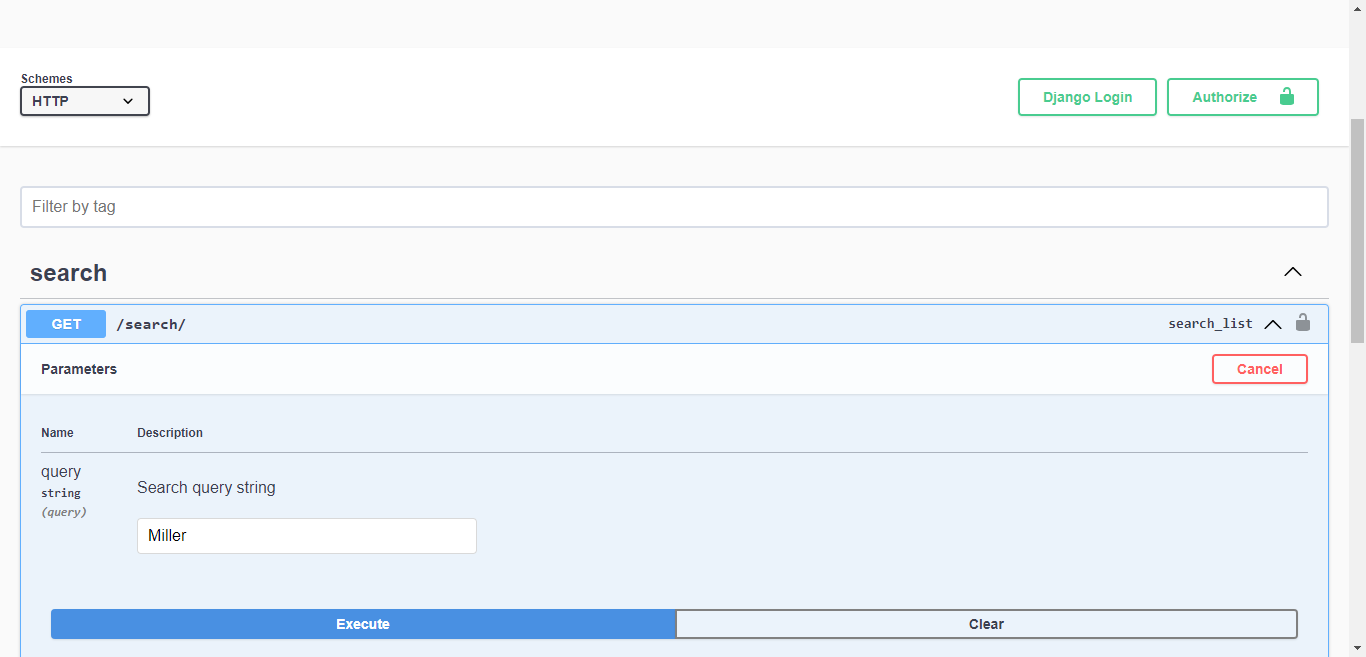 Schemes
HTTP
Django Login
Authorize
Filter by tag
search
GET /search/ search_list
Parameters
Cancel
Name Description
query
string
(query)
Search query string
Miller
Execute
Clear